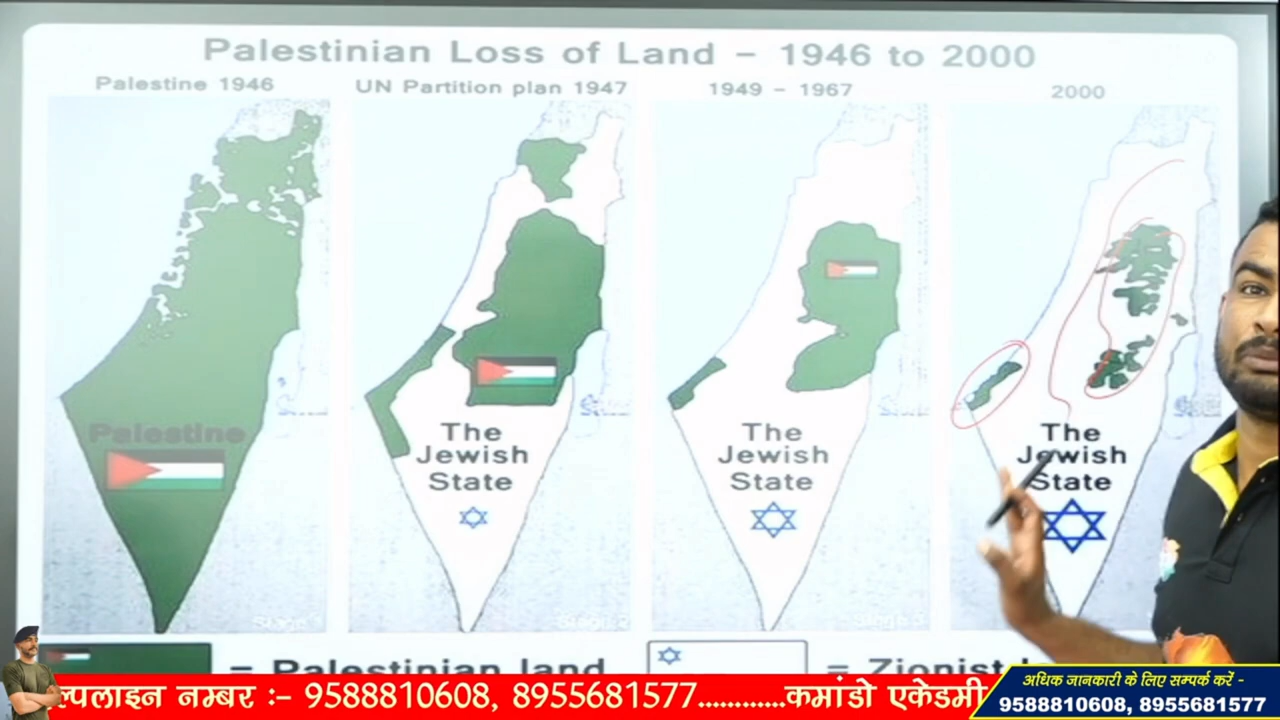 Palestinian Loss of Land - 1946 to 2000
Palestine 1946
UN Partition plan 1947
1949 - 1967
2000
Palestine
The
Jewish
State
The
Jewish
State
The
Jewish
State
= Palestinian land
= Zionist
ल्पलाइन नम्बर :- 9588810608, 8955681577............कमांडो एकेडमी
अधिक जानकारी के लिए सम्पर्क करें -
9588810608, 8955681577